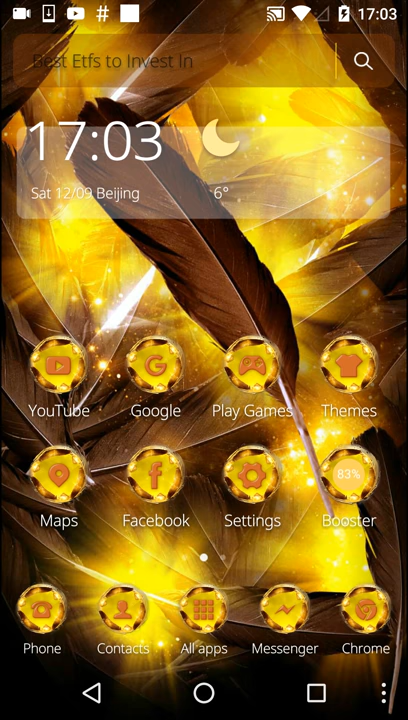 # 17:03
Best Etfs to Invest In
17:03
Sat 12/09 Beijing 6°
YouTube Google Play Games Themes
83%
Maps Facebook Settings Booster
Phone Contacts All apps Messenger Chrome